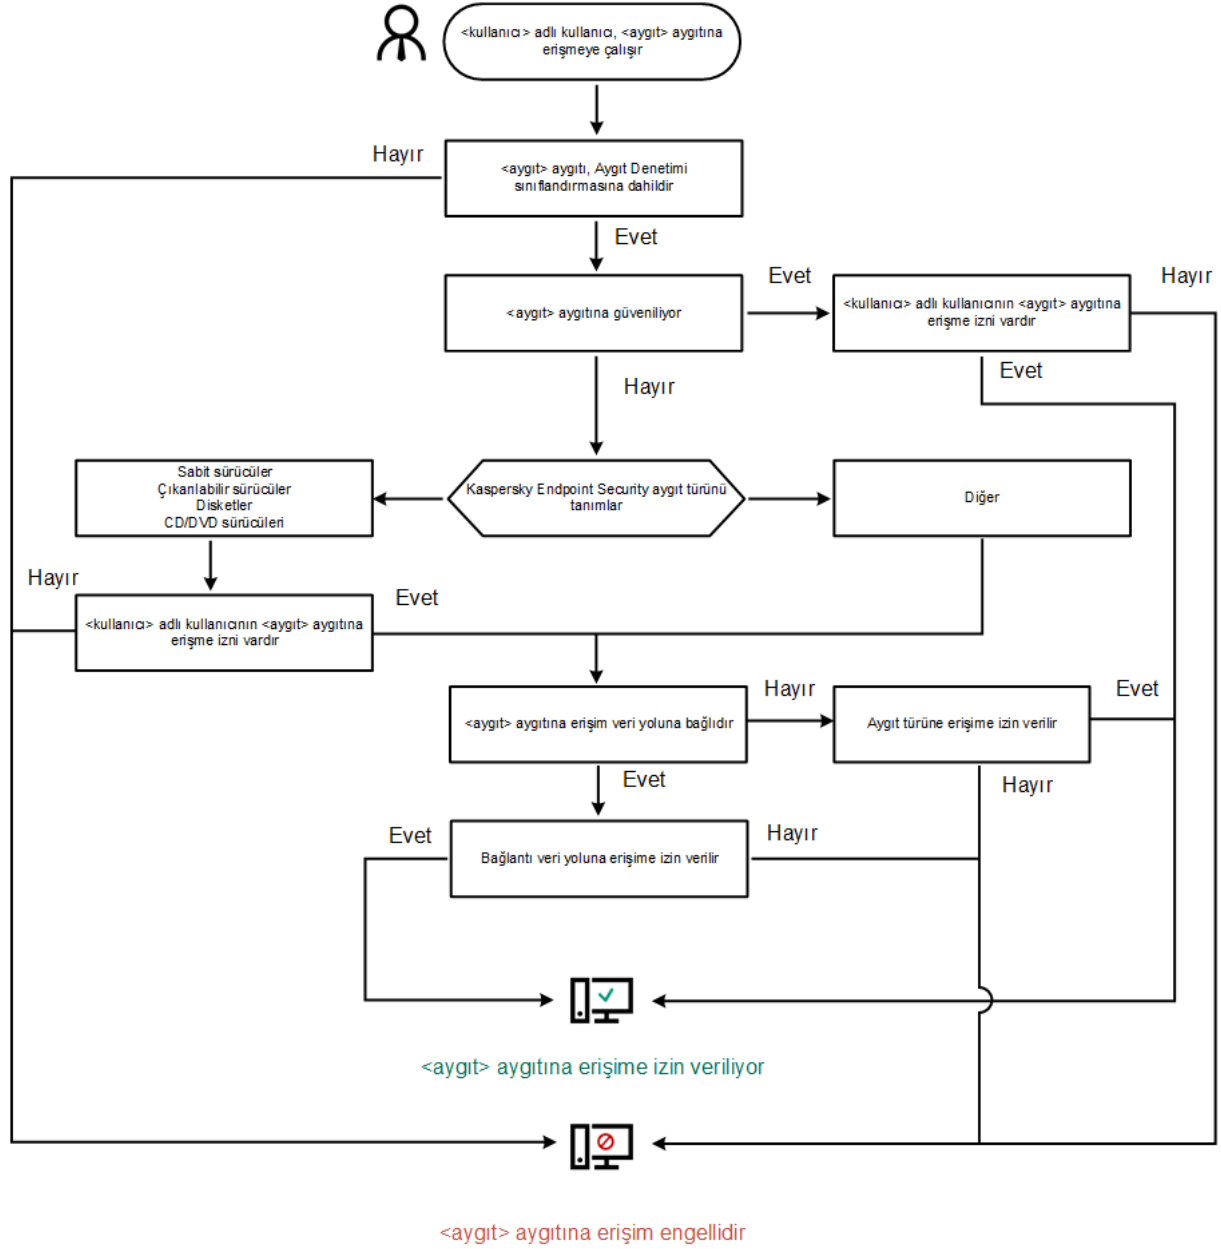 <kullanıcı> adlı kullanıcı, <aygıt> aygıtına
erişmeye çalışır
Hayır
<aygıt> aygıtı, Aygıt Denetimi
sınıflandırmasına dahildir
Evet
Evet
Hayır
<aygıt> aygıtına güveniliyor
<kullanıcı> adlı kullanıcının <aygıt> aygıtına
erişme izni vardır
Evet
Hayır
Sabit sürücüler
Çıkarılabilir sürücüler
Disketler
CD/DVD sürücüleri
Kaspersky Endpoint Security aygıt türünü
tanımlar
Diğer
Hayır
Evet
<kullanıcı> adlı kullanıcının <aygıt> aygıtına
erişme izni vardır
Hayır
Evet
<aygıt> aygıtına erişim veri yoluna bağlıdır
Aygıt türüne erişime izin verilir
Evet
Hayır
Evet
Hayır
Bağlantı veri yoluna erişime izin verilir
<aygıt> aygıtına erişime izin veriliyor
<aygıt> aygıtına erişim engellidir